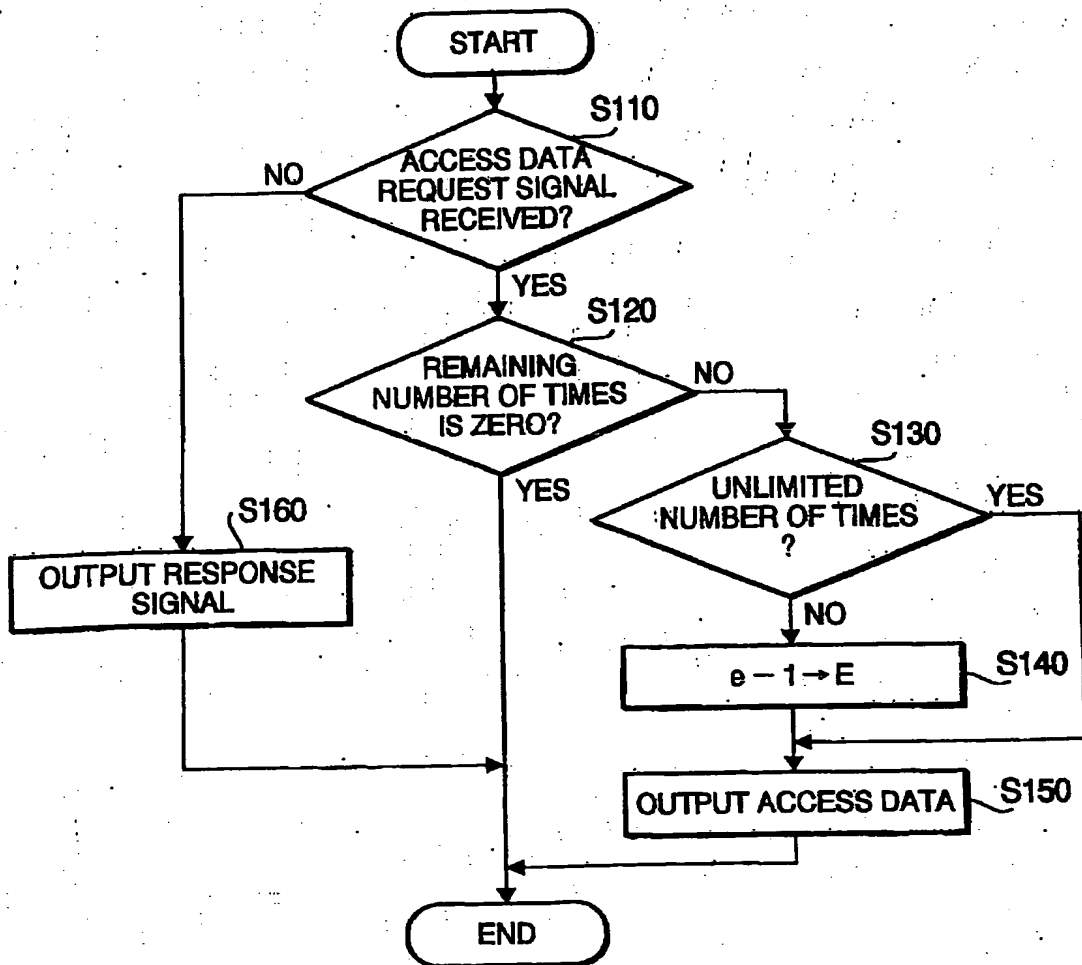 START
S110
ACCESS DATA
REQUEST SIGNAL
RECEIVED?
NO
YES
S120
REMAINING
NUMBER OF TIMES
IS ZERO?
NO
YES
S130
UNLIMITED
NUMBER OF TIMES
?
YES
NO
S160
OUTPUT RESPONSE
SIGNAL
e – 1 → E
S140
OUTPUT ACCESS DATA
S150
END